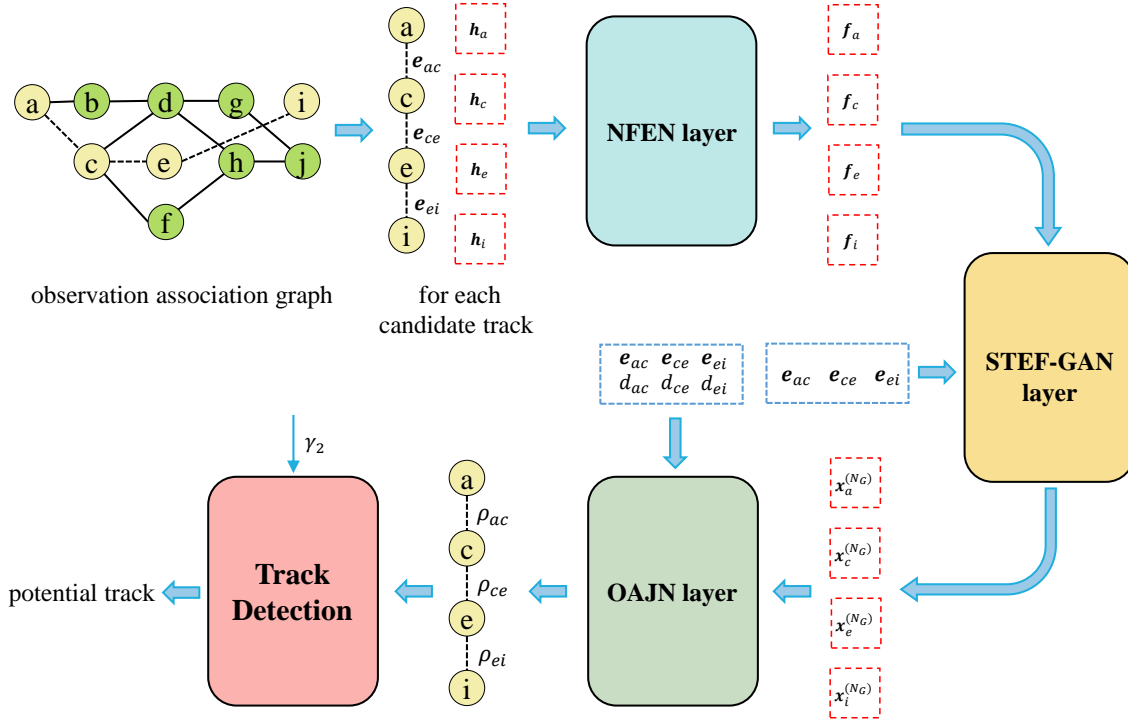 a b d g i
c e h j
f
observation association graph
a
e_ac
c
e_ce
e
e_ei
i
h_a
h_c
h_e
h_i
for each
candidate track
NFEN layer
f_a
f_c
f_e
f_i
STEF-GAN
layer
e_ac e_ce e_ei
d_ac d_ce d_ei
e_ac e_ce e_ei
x_a^(N_G)
x_c^(N_G)
x_e^(N_G)
x_i^(N_G)
OAJN layer
a
ρ_ac
c
ρ_ce
e
ρ_ei
i
γ_2
Track
Detection
potential track